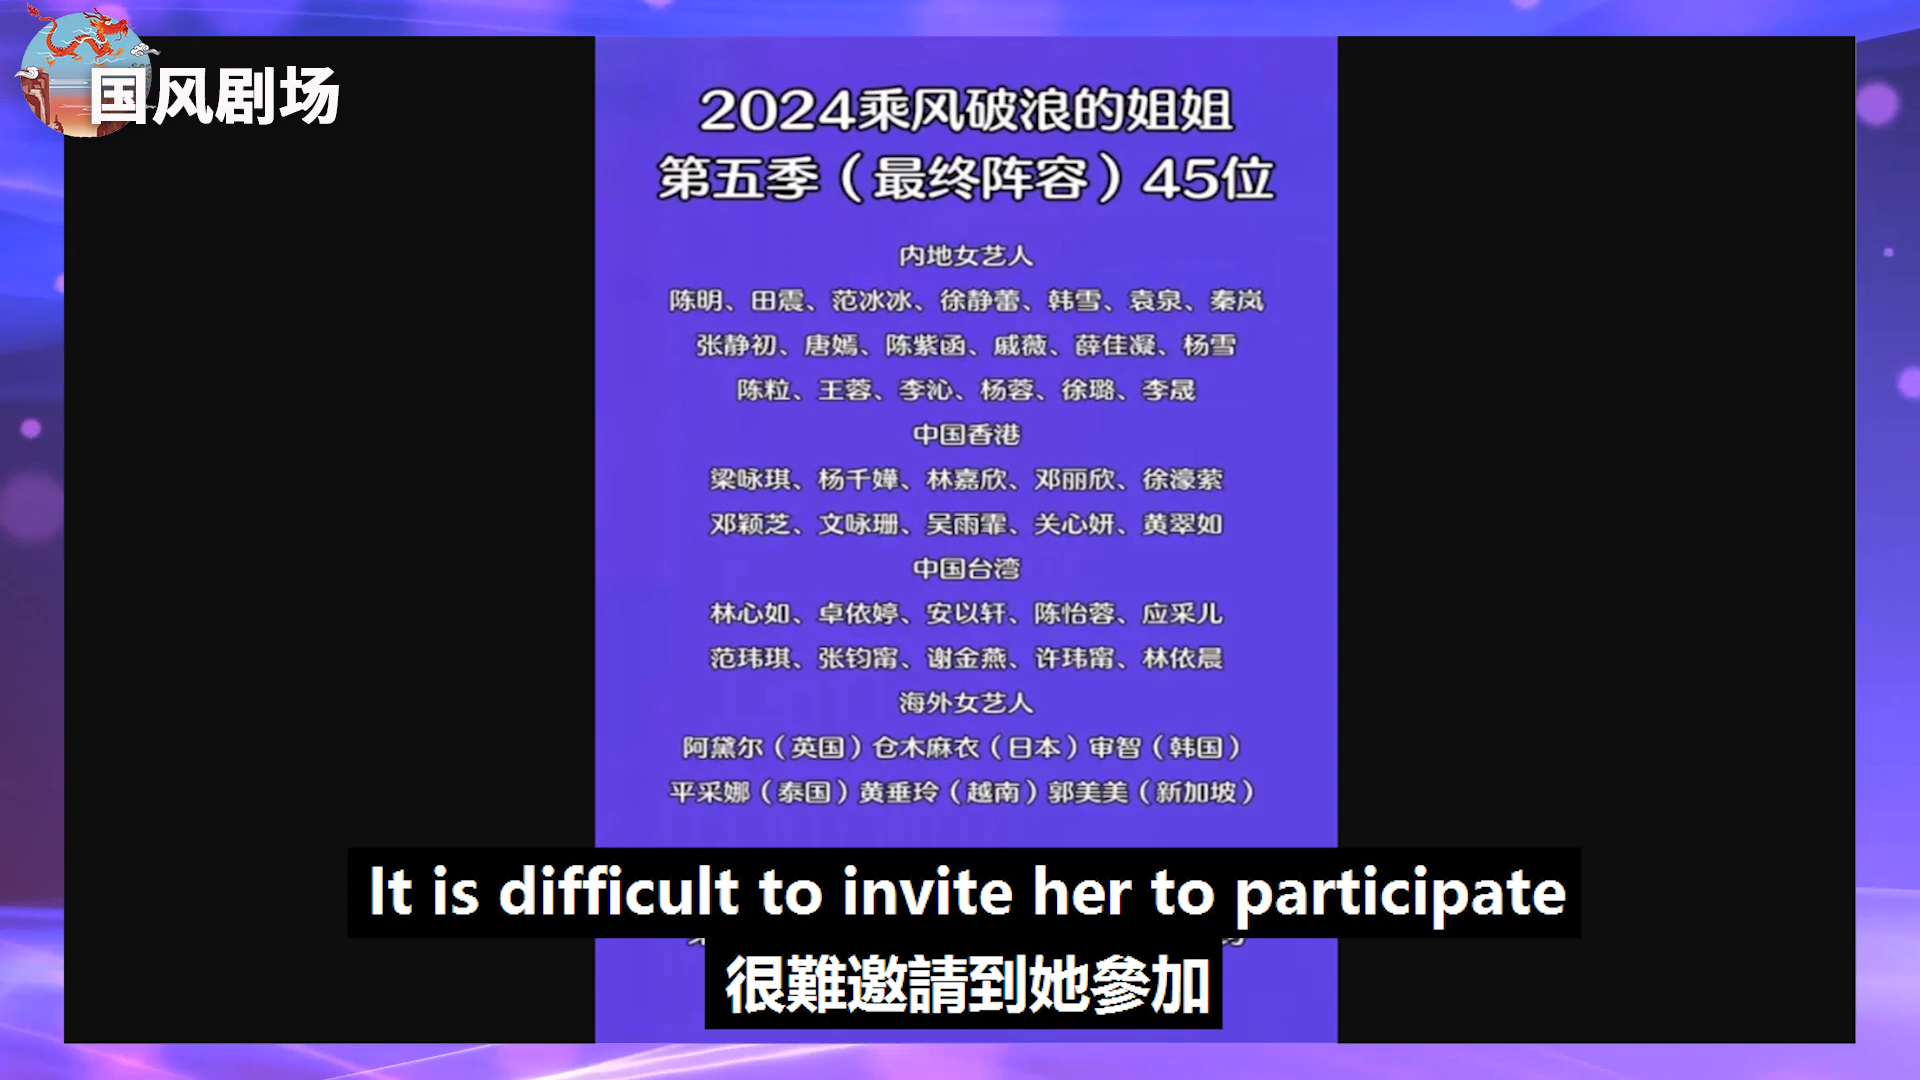 国风剧场
2024乘风破浪的姐姐
第五季（最终阵容）45位
内地女艺人
陈明、田震、范冰冰、徐静蕾、韩雪、袁泉、秦岚
张静初、唐嫣、陈紫函、戚薇、薛佳凝、杨雪
陈粒、王蓉、李沁、杨蓉、徐璐、李晟
中国香港
梁咏琪、杨千嬅、林嘉欣、邓丽欣、徐濠萦
邓颖芝、文咏珊、吴雨霏、关心妍、黄翠如
中国台湾
林心如、卓依婷、安以轩、陈怡蓉、应采儿
范玮琪、张钧甯、谢金燕、许玮甯、林依晨
海外女艺人
阿黛尔（英国）仓木麻衣（日本）审智（韩国）
平采娜（泰国）黄垂玲（越南）郭美美（新加坡）
It is difficult to invite her to participate
很難邀請到她參加